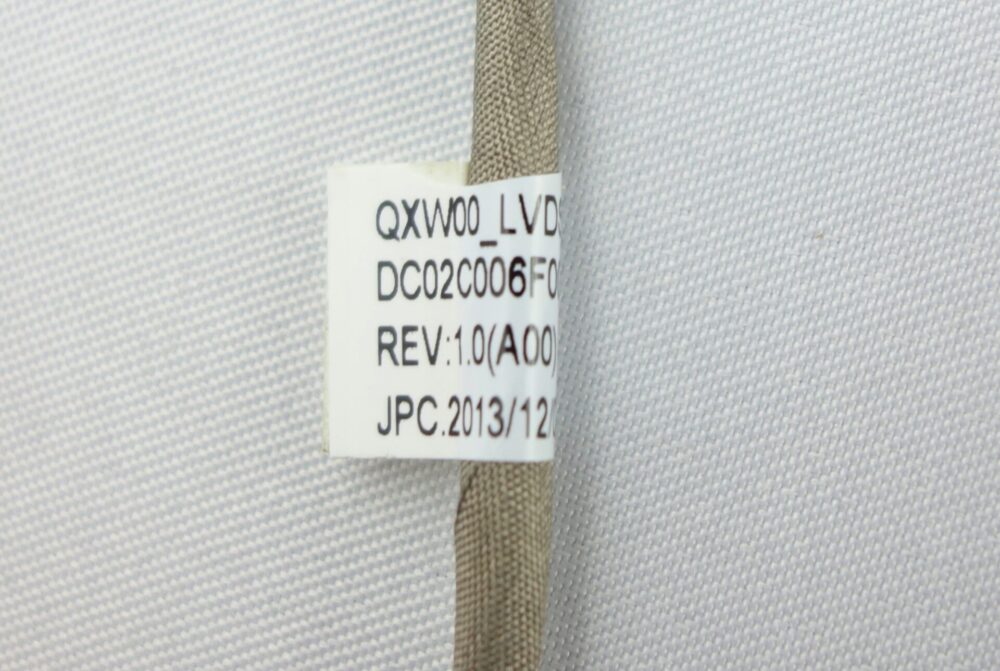 QXW00_LVD
DC02C006F0
REV:1.0(A00)
JPC.2013/12/